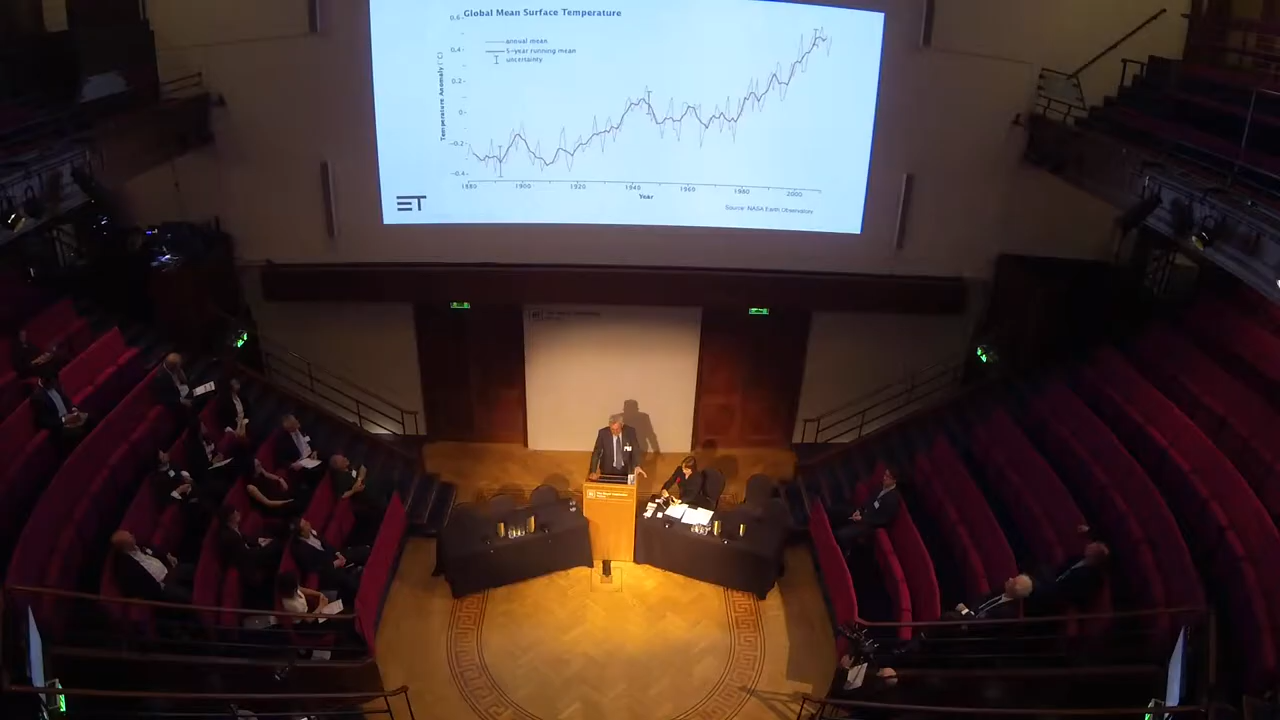 Global Mean Surface Temperature
0.6
annual mean
5-year running mean
uncertainty
0.4
0.2
0
-0.2
-0.4
Temperature Anomaly (°C)
1880 1900 1920 1940 1960 1980 2000
Year
Source: NASA Earth Observatory
ET